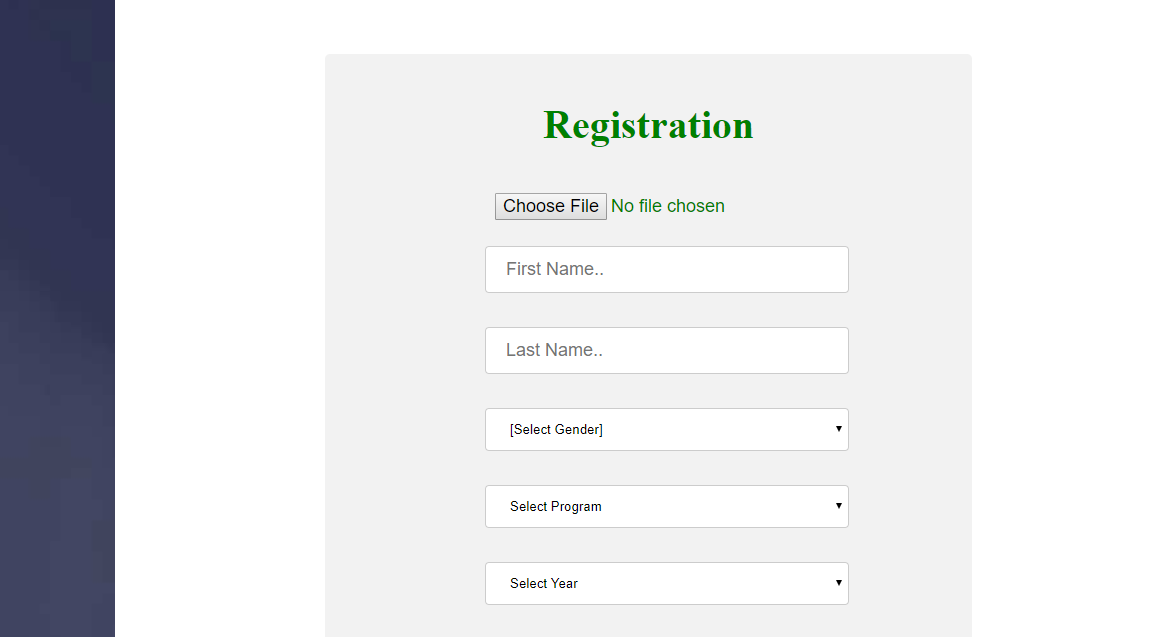 Registration
Choose File No file chosen
First Name..
Last Name..
[Select Gender]
Select Program
Select Year